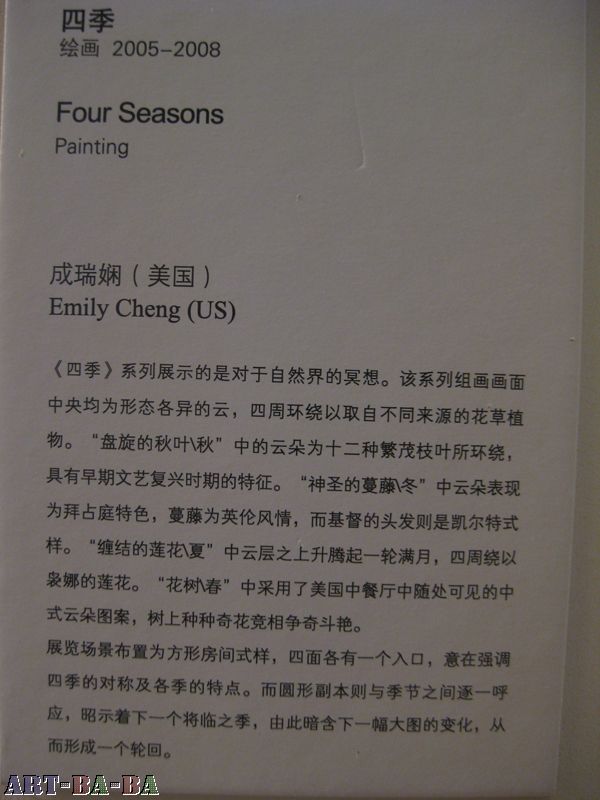 四季
绘画 2005-2008
Four Seasons
Painting
成瑞娴（美国）
Emily Cheng (US)
《四季》系列展示的是对于自然界的冥想。该系列组画画面
中央均为形态各异的云，四周环绕以取自不同来源的花草植
物。“盘旋的秋叶\秋”中的云朵为十二种繁茂枝叶所环绕，
具有早期文艺复兴时期的特征。“神圣的蔓藤\冬”中云朵表现
为拜占庭特色，蔓藤为英伦风情，而基督的头发则是凯尔特式
样。“缠结的莲花\夏”中云层之上升腾起一轮满月，四周绕以
袅娜的莲花。“花树\春”中采用了美国中餐厅中随处可见的中
式云朵图案，树上种种奇花竞相争奇斗艳。
展览场景布置为方形房间式样，四面各有一个入口，意在强调
四季的对称及各季的特点。而圆形副本则与季节之间逐一呼
应，昭示着下一个将临之季，由此暗含下一幅大图的变化，从
而形成一个轮回。
ART-BA-BA